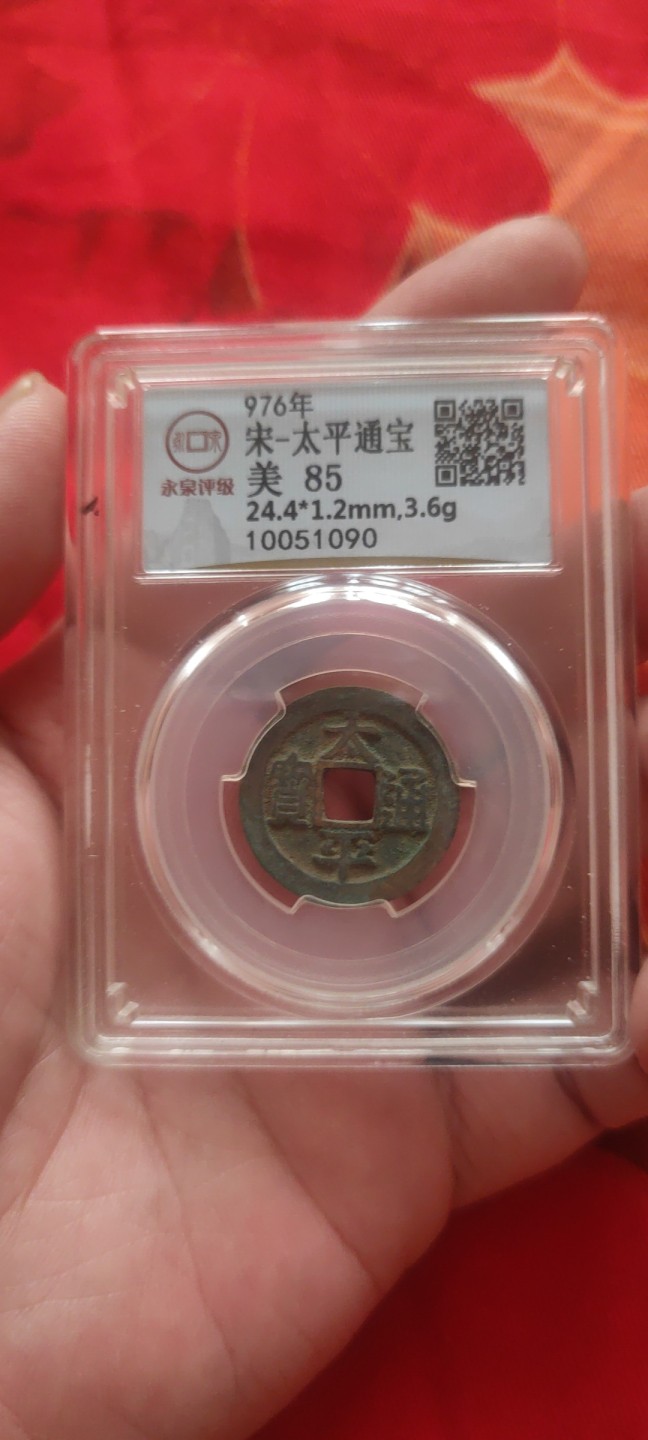 976年
宋-太平通宝
美 85
24.4*1.2mm,3.6g
10051090
永泉评级
太
寶 通
平